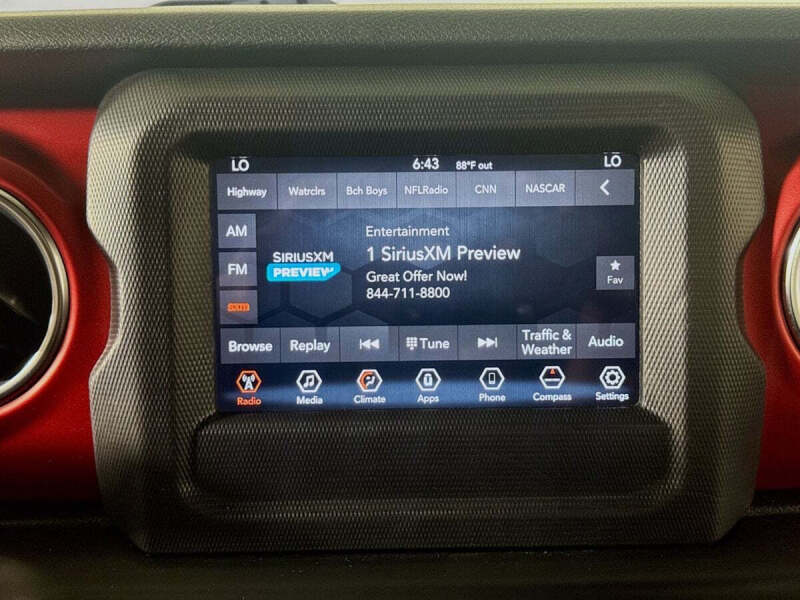 LO 6:43 88°F out LO
Highway Watrclrs Bch Boys NFLRadio CNN NASCAR
AM
FM
SIRIUSXM
PREVIEW
Entertainment
1 SiriusXM Preview
Great Offer Now!
844-711-8800
Fav
Browse Replay Tune Traffic & Weather Audio
Radio Media Climate Apps Phone Compass Settings